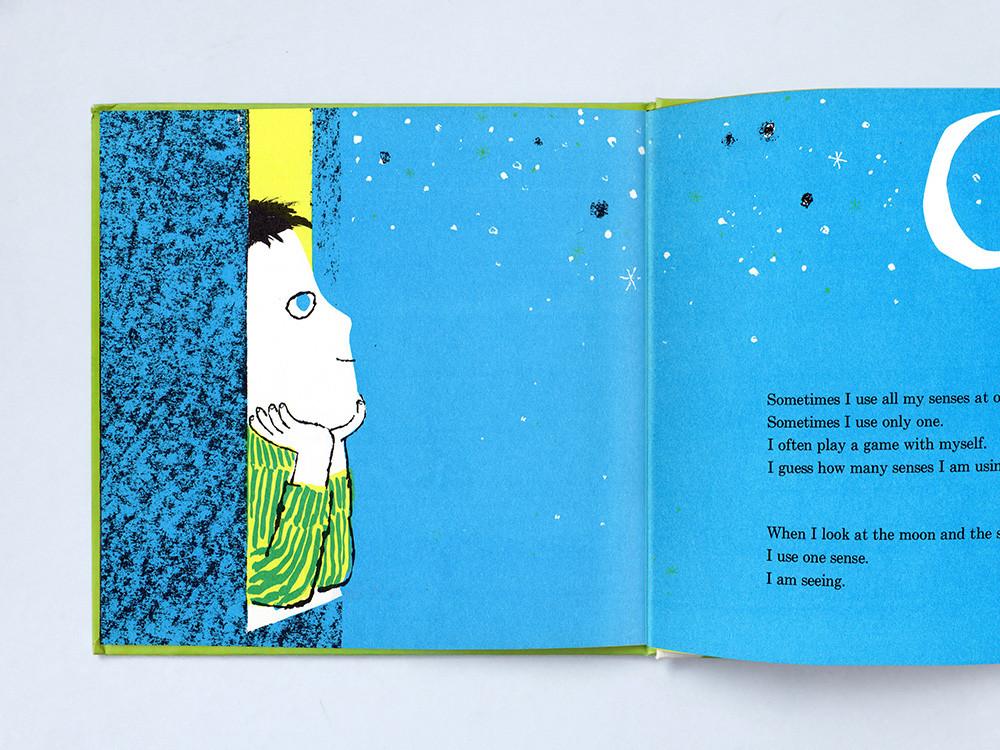 Sometimes I use all my senses at o
Sometimes I use only one.
I often play a game with myself.
I guess how many senses I am usin
When I look at the moon and the s
I use one sense.
I am seeing.